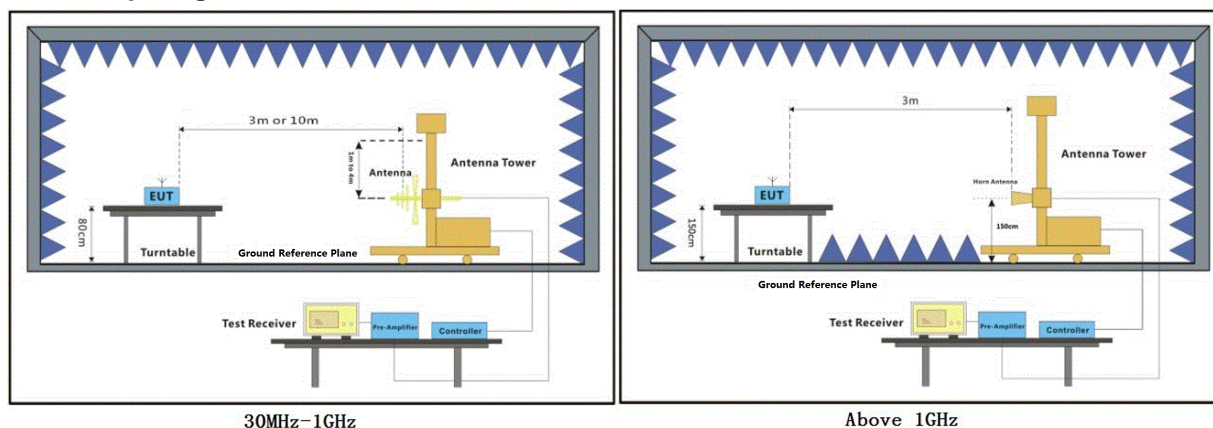 3m or 10m
1m to 4m
Antenna
Antenna Tower
EUT
80cm
Turntable
Ground Reference Plane
Test Receiver
Pre-Amplifier
Controller
30MHz-1GHz
3m
Antenna Tower
Horn Antenna
EUT
150cm
150cm
Turntable
Ground Reference Plane
Test Receiver
Pre-Amplifier
Controller
Above 1GHz